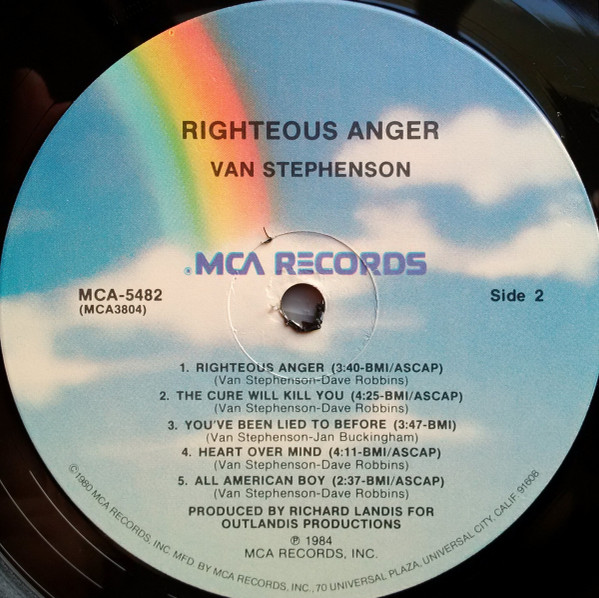 RIGHTEOUS ANGER
VAN STEPHENSON
MCA RECORDS
MCA-5482
(MCA3804)
Side 2
1. RIGHTEOUS ANGER (3:40-BMI/ASCAP)
(Van Stephenson-Dave Robbins)
2. THE CURE WILL KILL YOU (4:25-BMI/ASCAP)
(Van Stephenson-Dave Robbins)
3. YOU'VE BEEN LIED TO BEFORE (3:47-BMI)
(Van Stephenson-Jan Buckingham)
4. HEART OVER MIND (4:11-BMI/ASCAP)
(Van Stephenson-Dave Robbins)
5. ALL AMERICAN BOY (2:37-BMI/ASCAP)
(Van Stephenson-Dave Robbins)
PRODUCED BY RICHARD LANDIS FOR
OUTLANDIS PRODUCTIONS
℗ 1984
MCA RECORDS, INC.
©1980 MCA RECORDS, INC. MFD. BY MCA RECORDS, INC., 70 UNIVERSAL PLAZA, UNIVERSAL CITY, CALIF. 91608